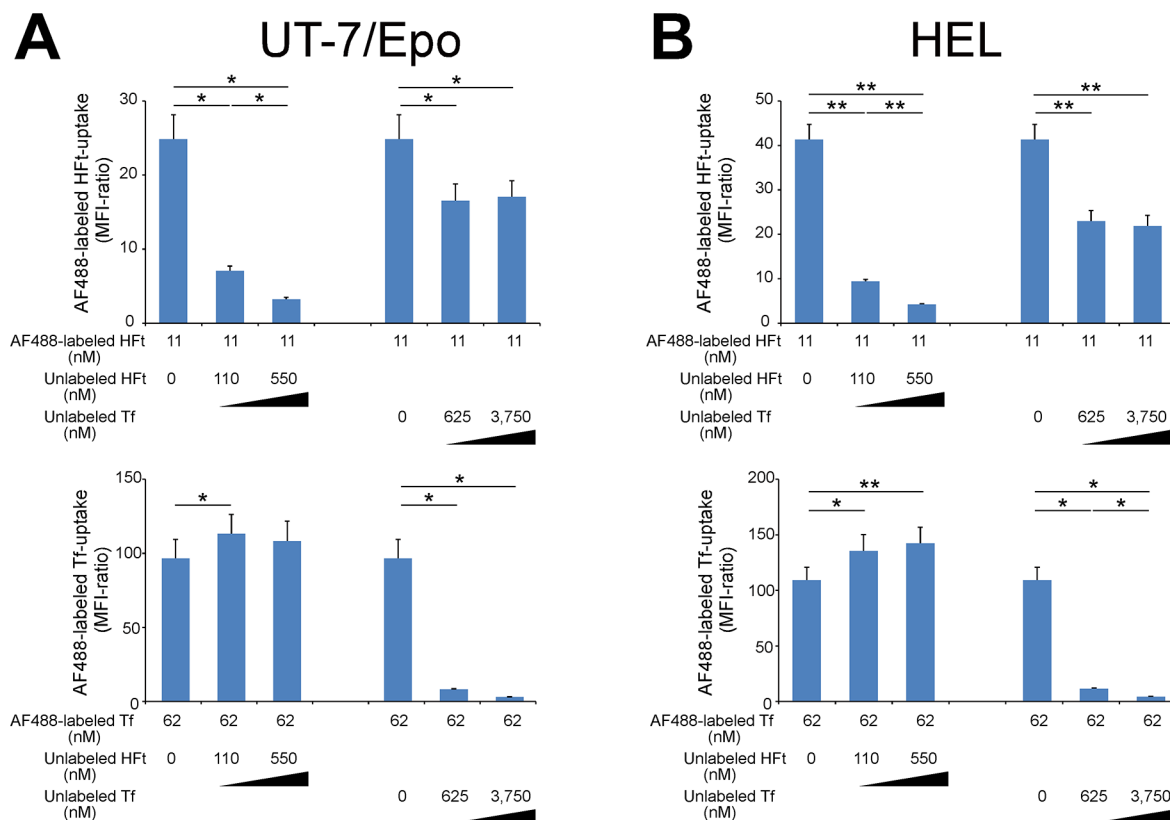 A UT-7/Epo
* * *
* *
AF488-labeled HFt-uptake
(MFI-ratio)
30
20
10
0
AF488-labeled HFt 11 11 11 11 11 11
(nM)
Unlabeled HFt 0 110 550
(nM)
Unlabeled Tf 0 625 3,750
(nM)
* * *
AF488-labeled Tf-uptake
(MFI-ratio)
150
100
50
0
AF488-labeled Tf 62 62 62 62 62 62
(nM)
Unlabeled HFt 0 110 550
(nM)
Unlabeled Tf 0 625 3,750
(nM)
B HEL
** ** **
** **
AF488-labeled HFt-uptake
(MFI-ratio)
50
40
30
20
10
0
AF488-labeled HFt 11 11 11 11 11 11
(nM)
Unlabeled HFt 0 110 550
(nM)
Unlabeled Tf 0 625 3,750
(nM)
** *
* * *
AF488-labeled Tf-uptake
(MFI-ratio)
200
150
100
50
0
AF488-labeled Tf 62 62 62 62 62 62
(nM)
Unlabeled HFt 0 110 550
(nM)
Unlabeled Tf 0 625 3,750
(nM)